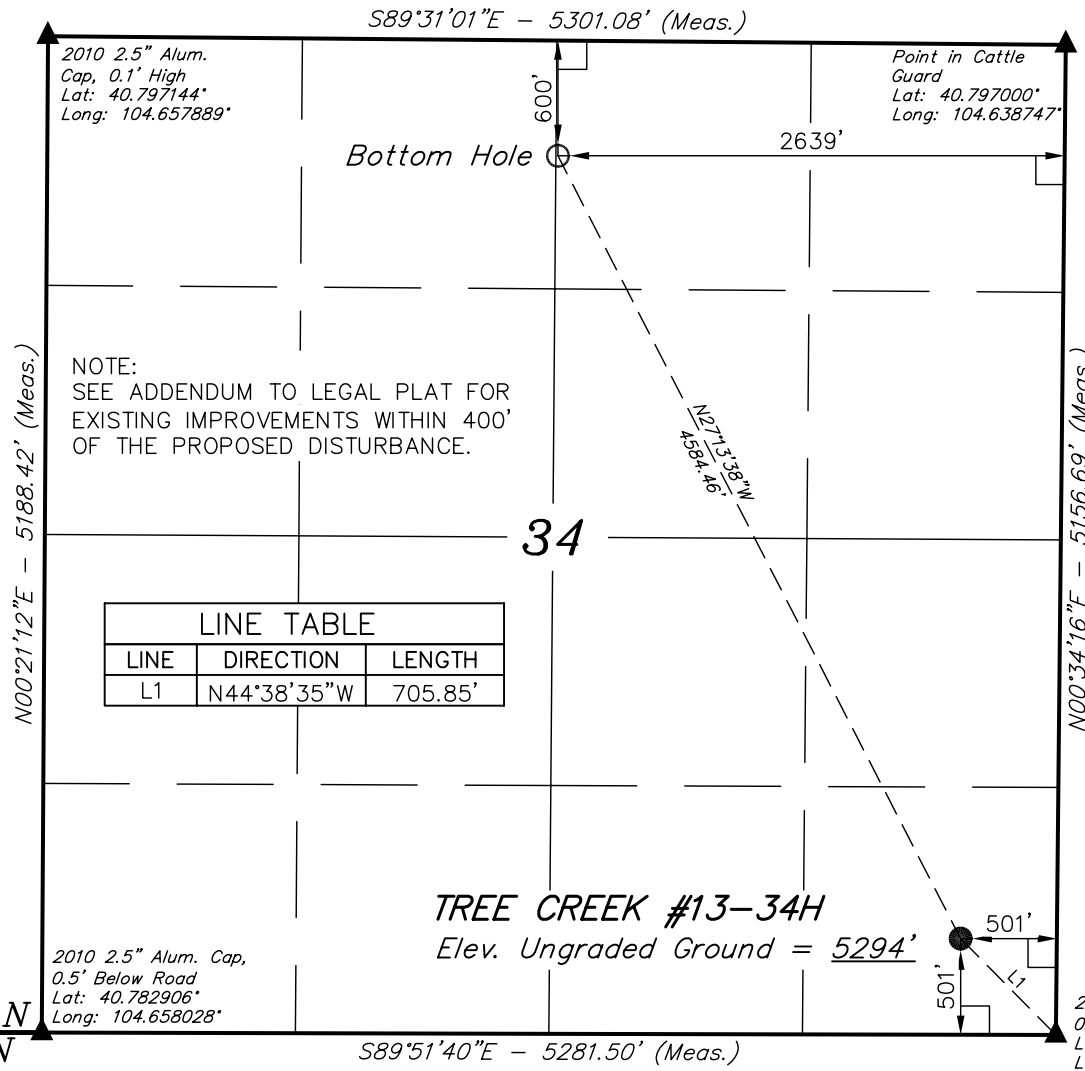 S89°31'01"E - 5301.08' (Meas.)
2010 2.5" Alum.
Cap, 0.1' High
Lat: 40.797144°
Long: 104.657889°
Point in Cattle
Guard
Lat: 40.797000°
Long: 104.638747°
600'
2639'
Bottom Hole
NOTE:
SEE ADDENDUM TO LEGAL PLAT FOR
EXISTING IMPROVEMENTS WITHIN 400'
OF THE PROPOSED DISTURBANCE.
N00°21'12"E - 5188.42' (Meas.)
N27°13'38"W
4584.46'
N00°34'16"E - 5156.69' (Meas.)
34
LINE TABLE
LINE DIRECTION LENGTH
L1 N44°38'35"W 705.85'
TREE CREEK #13-34H
Elev. Ungraded Ground = 5294'
501'
501'
L1
2010 2.5" Alum. Cap,
0.5' Below Road
Lat: 40.782906°
Long: 104.658028°
N
N
S89°51'40"E - 5281.50' (Meas.)
2
0
L
L